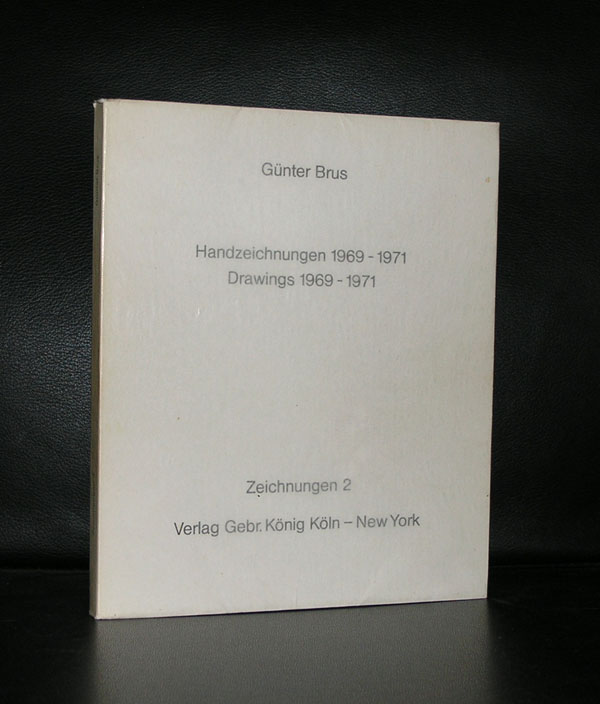 Günter Brus
Handzeichnungen 1969 - 1971
Drawings 1969 - 1971
Zeichnungen 2
Verlag Gebr. König Köln – New York